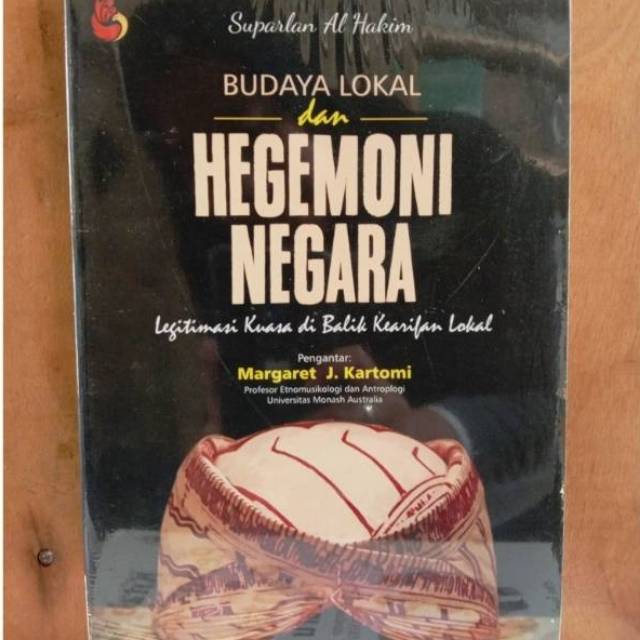 Suparlan Al Hakim
BUDAYA LOKAL
dan
HEGEMONI
NEGARA
Legitimasi Kuasa di Balik Kearifan Lokal
Pengantar:
Margaret J. Kartomi
Profesor Etnomusikologi dan Antroplogi
Universitas Monash Australia